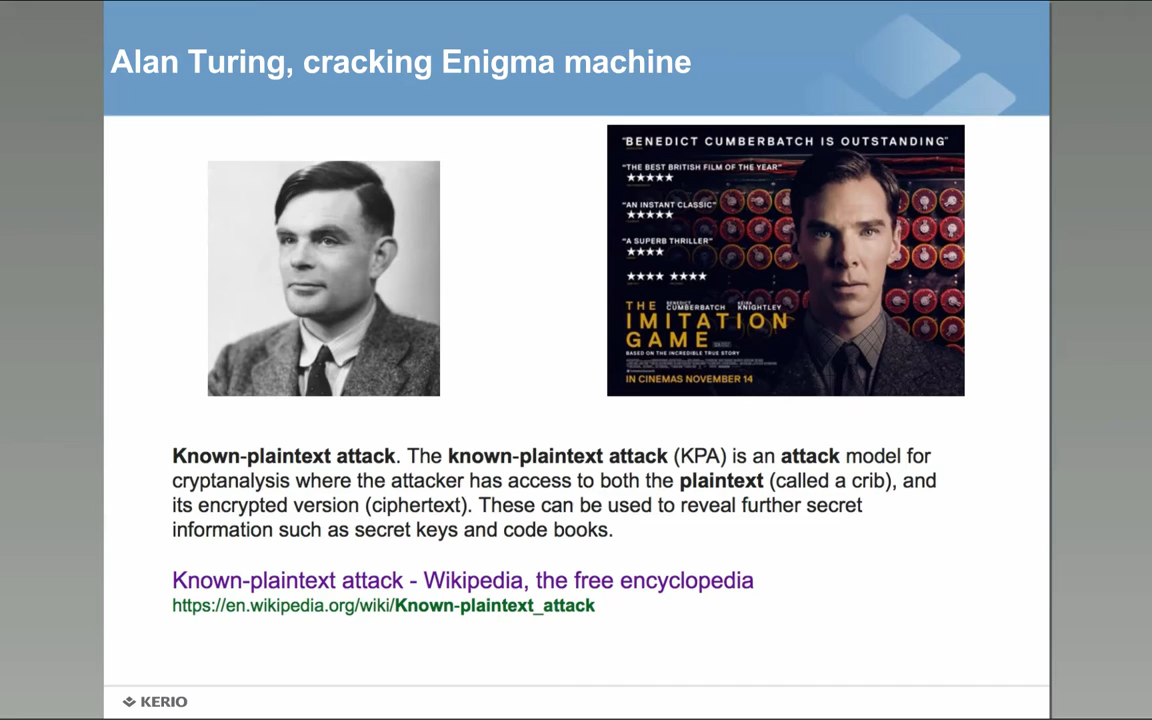 Alan Turing, cracking Enigma machine
"BENEDICT CUMBERBATCH IS OUTSTANDING"
"THE BEST BRITISH FILM OF THE YEAR"
★★★★★
"AN INSTANT CLASSIC"
★★★★★
"A SUPERB THRILLER"
★★★★
★★★★ ★★★★
BENEDICT CUMBERBATCH KEIRA KNIGHTLEY
THE
IMITATION
GAME
BASED ON THE INCREDIBLE TRUE STORY
IN CINEMAS NOVEMBER 14
Known-plaintext attack. The known-plaintext attack (KPA) is an attack model for
cryptanalysis where the attacker has access to both the plaintext (called a crib), and
its encrypted version (ciphertext). These can be used to reveal further secret
information such as secret keys and code books.
Known-plaintext attack - Wikipedia, the free encyclopedia
https://en.wikipedia.org/wiki/Known-plaintext_attack
KERIO